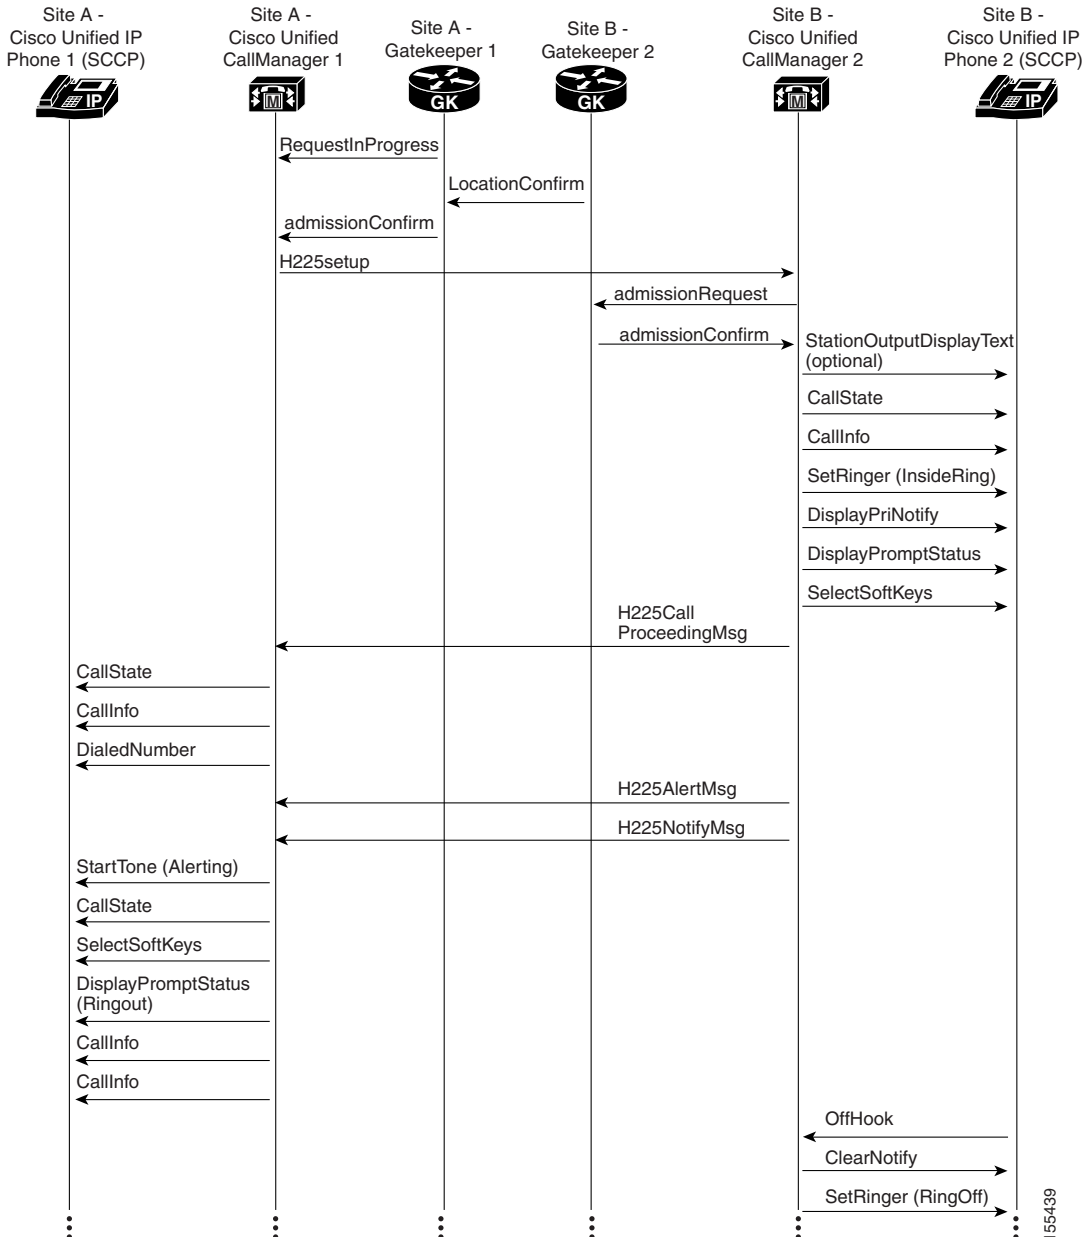 Site A -
Cisco Unified IP
Phone 1 (SCCP)
Site A -
Cisco Unified
CallManager 1
Site A -
Gatekeeper 1
Site B -
Gatekeeper 2
Site B -
Cisco Unified
CallManager 2
Site B -
Cisco Unified IP
Phone 2 (SCCP)
IP
M
GK
GK
M
IP
RequestInProgress
LocationConfirm
admissionConfirm
H225setup
admissionRequest
admissionConfirm
StationOutputDisplayText
(optional)
CallState
CallInfo
SetRinger (InsideRing)
DisplayPriNotify
DisplayPromptStatus
SelectSoftKeys
H225Call
ProceedingMsg
CallState
CallInfo
DialedNumber
H225AlertMsg
H225NotifyMsg
StartTone (Alerting)
CallState
SelectSoftKeys
DisplayPromptStatus
(Ringout)
CallInfo
CallInfo
OffHook
ClearNotify
SetRinger (RingOff)
155439